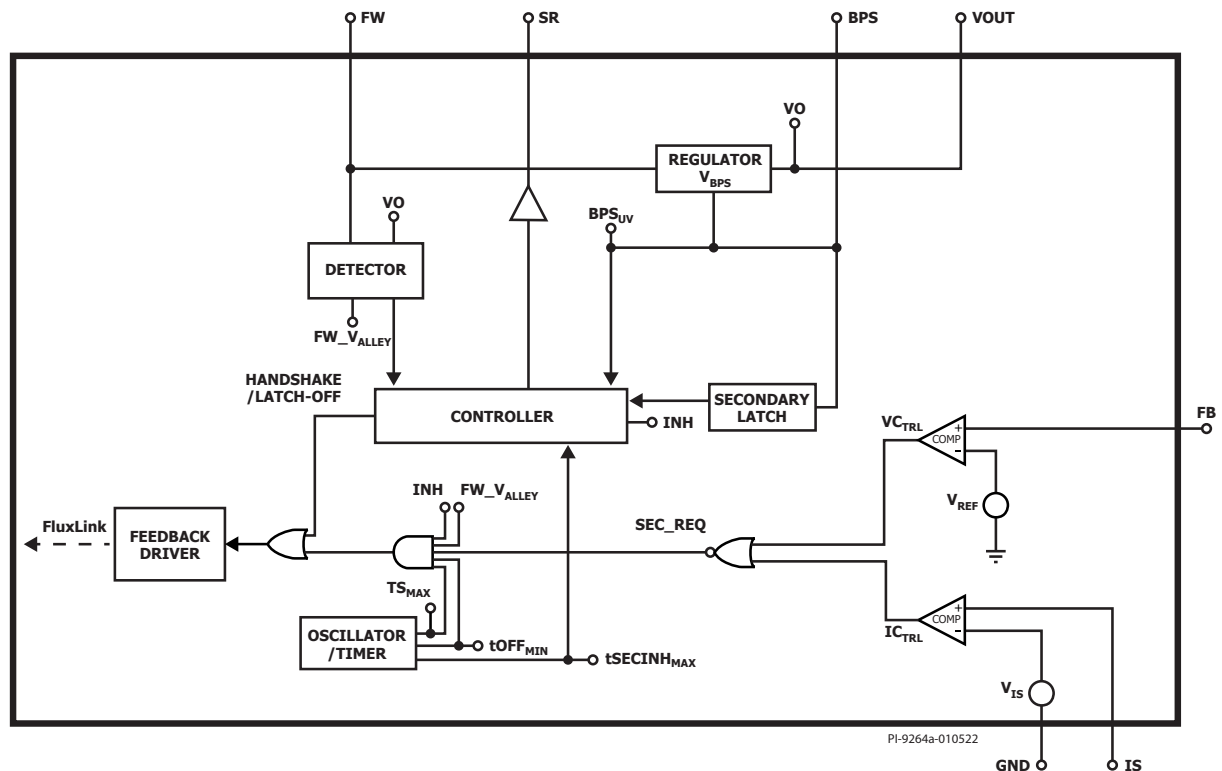 FW
SR
BPS
VOUT
VO
REGULATOR
VBPS
VO
BPSUV
DETECTOR
FW_VALLEY
HANDSHAKE
/LATCH-OFF
CONTROLLER
SECONDARY
LATCH
INH
FB
VCTRL
+
COMP
−
INH
FW_VALLEY
VREF
SEC_REQ
FluxLink
FEEDBACK
DRIVER
TSMAX
OSCILLATOR
/TIMER
tOFFMIN
tSECINHMAX
ICTRL
+
COMP
−
VIS
PI-9264a-010522
GND
IS